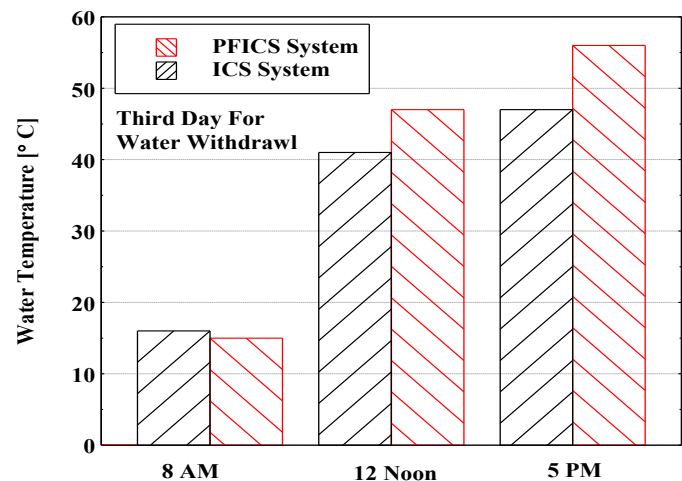 60
50
40
30
20
10
0
Water Temperature [° C]
PFICS System
ICS System
Third Day For
Water Withdrawl
8 AM
12 Noon
5 PM